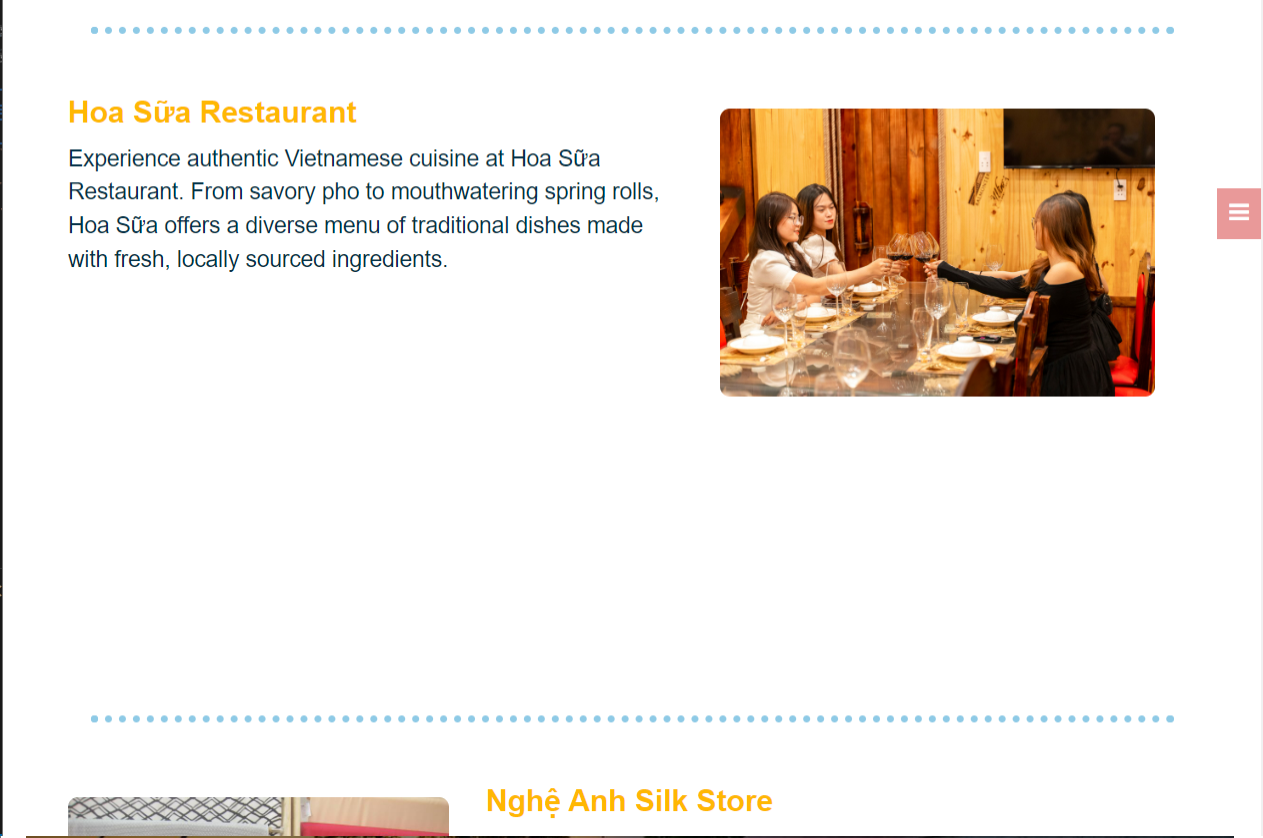 Hoa Sữa Restaurant
Experience authentic Vietnamese cuisine at Hoa Sữa
Restaurant. From savory pho to mouthwatering spring rolls,
Hoa Sữa offers a diverse menu of traditional dishes made
with fresh, locally sourced ingredients.
Nghệ Anh Silk Store